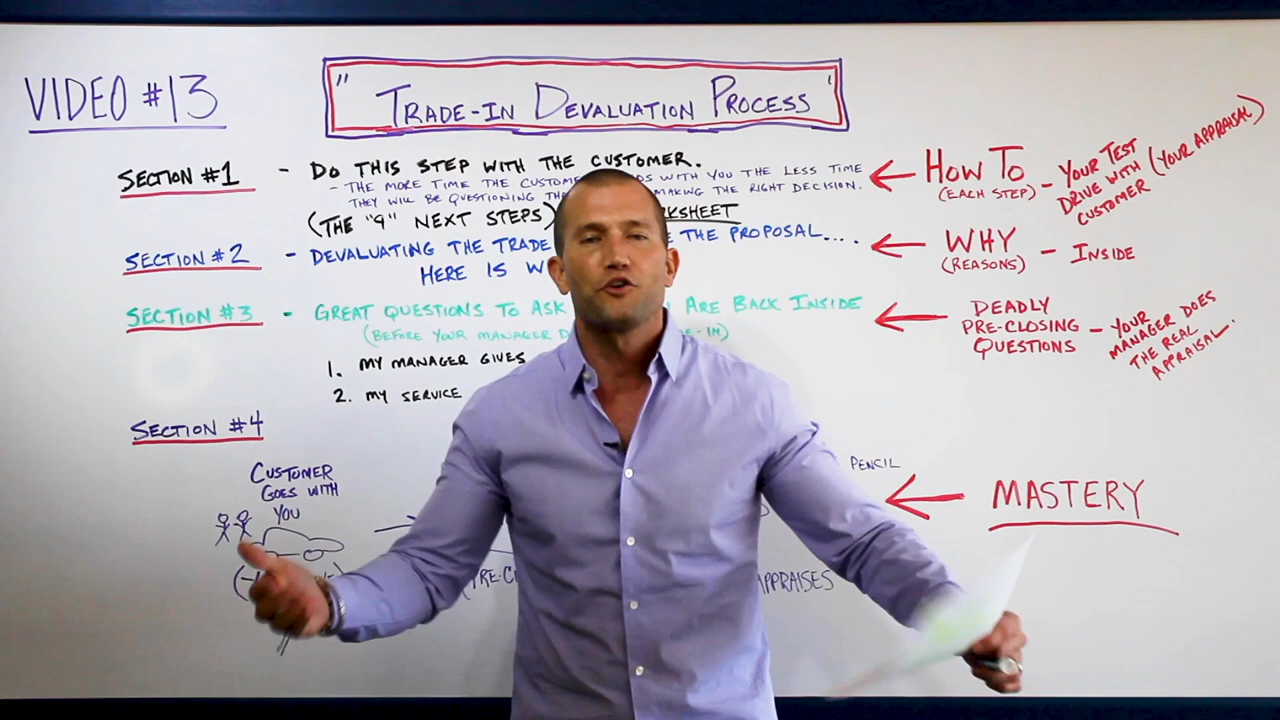 VIDEO #13
" TRADE-IN DEVALUATION PROCESS "
SECTION #1 - DO THIS STEP WITH THE CUSTOMER.
- THE MORE TIME THE CUSTOME DS WITH YOU THE LESS TIME
THEY WILL BE QUESTIONING MAKING THE RIGHT DECISION.
(THE "9" NEXT STEPS) KSHEET
HOW TO
(EACH STEP)
- YOUR TEST DRIVE WITH CUSTOMER
(YOUR APPRAISAL)
SECTION #2 - DEVALUATING THE TRADE THE PROPOSAL....
HERE IS W
WHY - INSIDE
(REASONS)
SECTION #3 - GREAT QUESTIONS TO ASK ARE BACK INSIDE
(BEFORE YOUR MANAGER E-IN)
1. MY MANAGER GIVES
2. MY SERVICE
DEADLY
PRE-CLOSING
QUESTIONS
- YOUR
MANAGER DOES
THE REAL
APPRAISAL.
SECTION #4
CUSTOMER
GOES WITH
YOU
PRE-C
PENCIL
APPRAISES
MASTERY